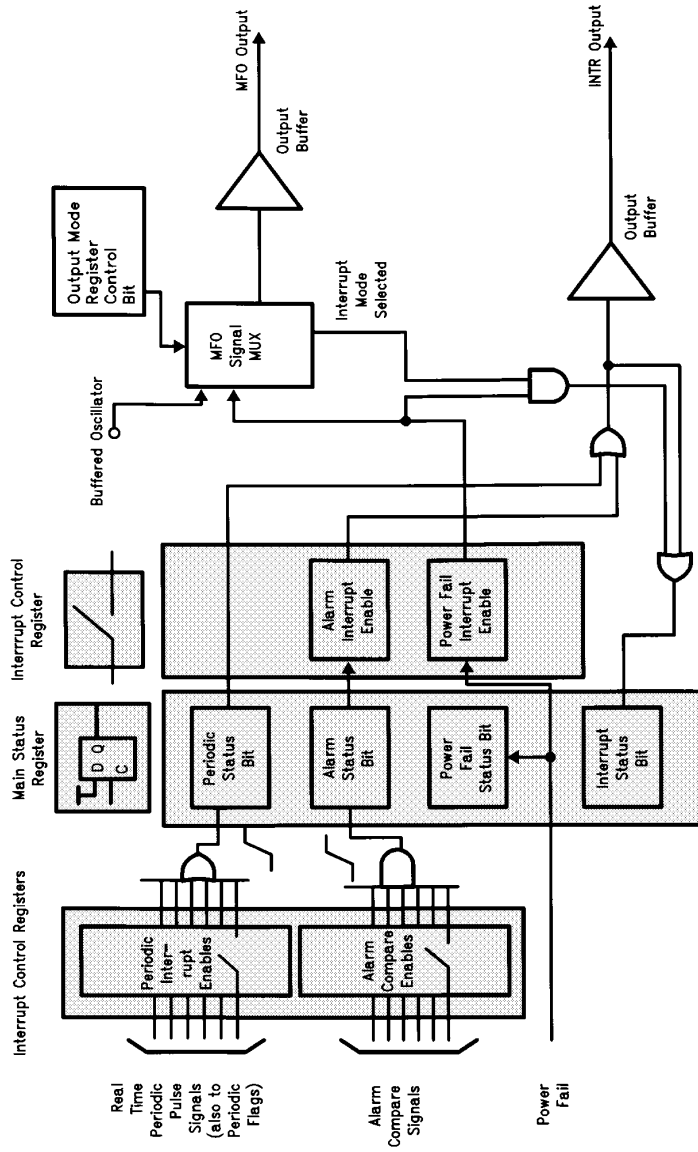 Interrupt Control Registers
Main Status
Register
Interrrupt Control
Register
D Q
C
Buffered Oscillator
Output Mode
Register
Control
Bit
Real
Time
Periodic
Pulse
Signals
(also to
Periodic
Flags)
Periodic
Inter-
rupt
Enables
Periodic
Status
Bit
MFO
Signal
MUX
Output
Buffer
MFO Output
Alarm
Compare
Signals
Alarm
Compare
Enables
Alarm
Status
Bit
Alarm
Interrupt
Enable
Interrupt
Mode
Selected
Power
Fail
Status Bit
Power Fail
Interrupt
Enable
Power
Fail
Interrupt
Status
Bit
Output
Buffer
INTR Output